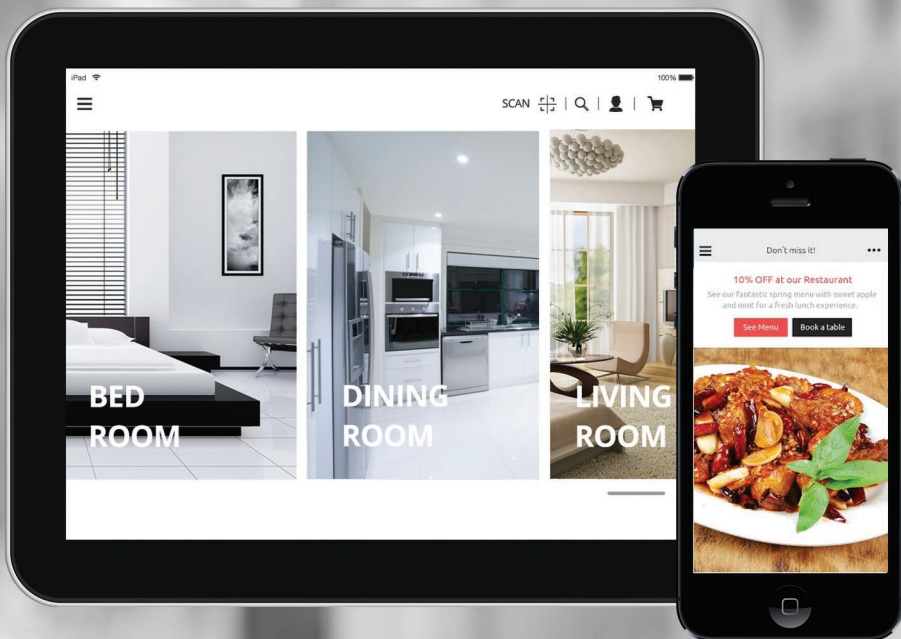 iPad 100%
SCAN
BED
ROOM
DINING
ROOM
LIVING
ROOM
Don't miss it!
10% OFF at our Restaurant
See our fantastic spring menu with sweet apple
and mint for a fresh lunch experience.
See Menu Book a table